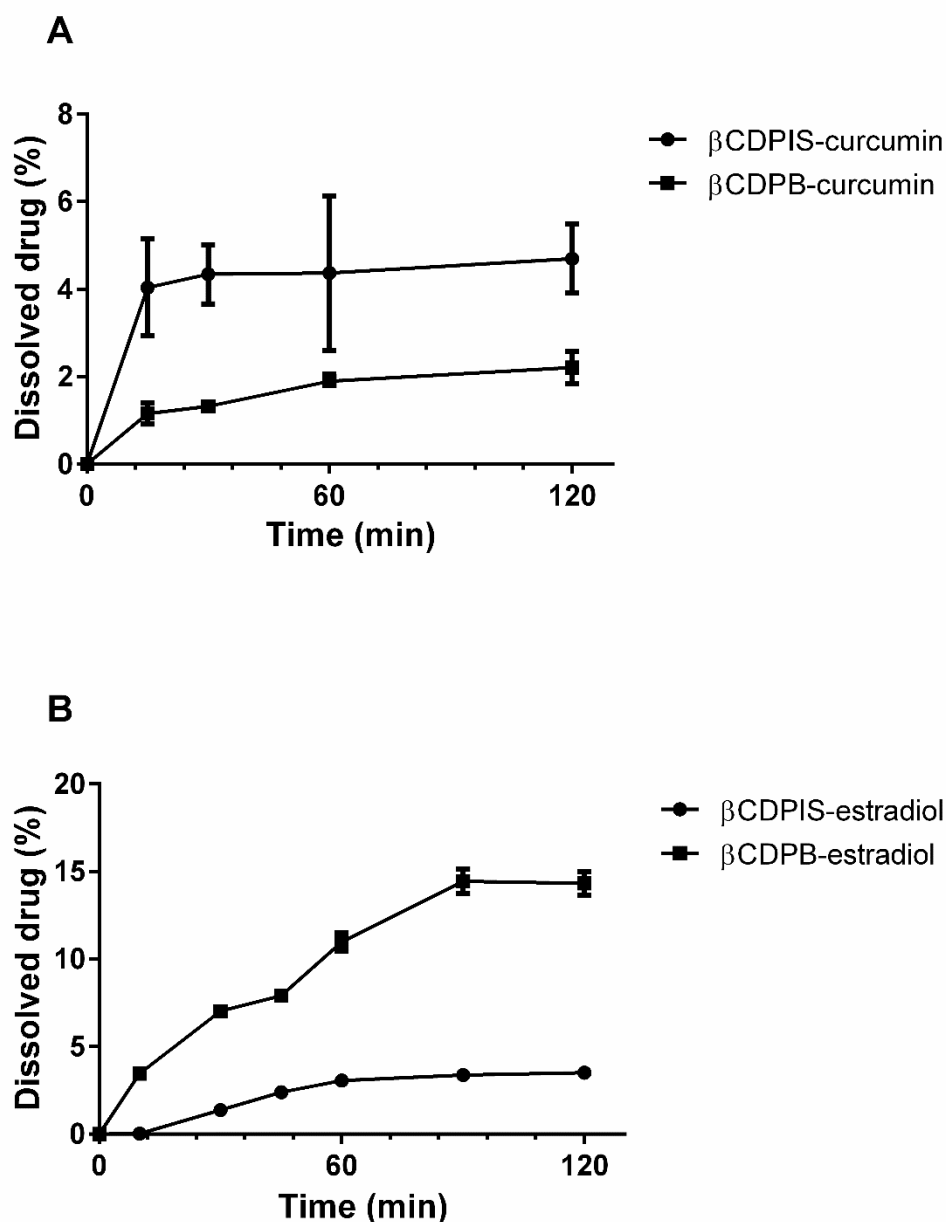 A
8
6
4
2
0
0
60
120
Dissolved drug (%)
Time (min)
βCDPIS-curcumin
βCDPB-curcumin
B
20
15
10
5
0
0
60
120
Dissolved drug (%)
Time (min)
βCDPIS-estradiol
βCDPB-estradiol